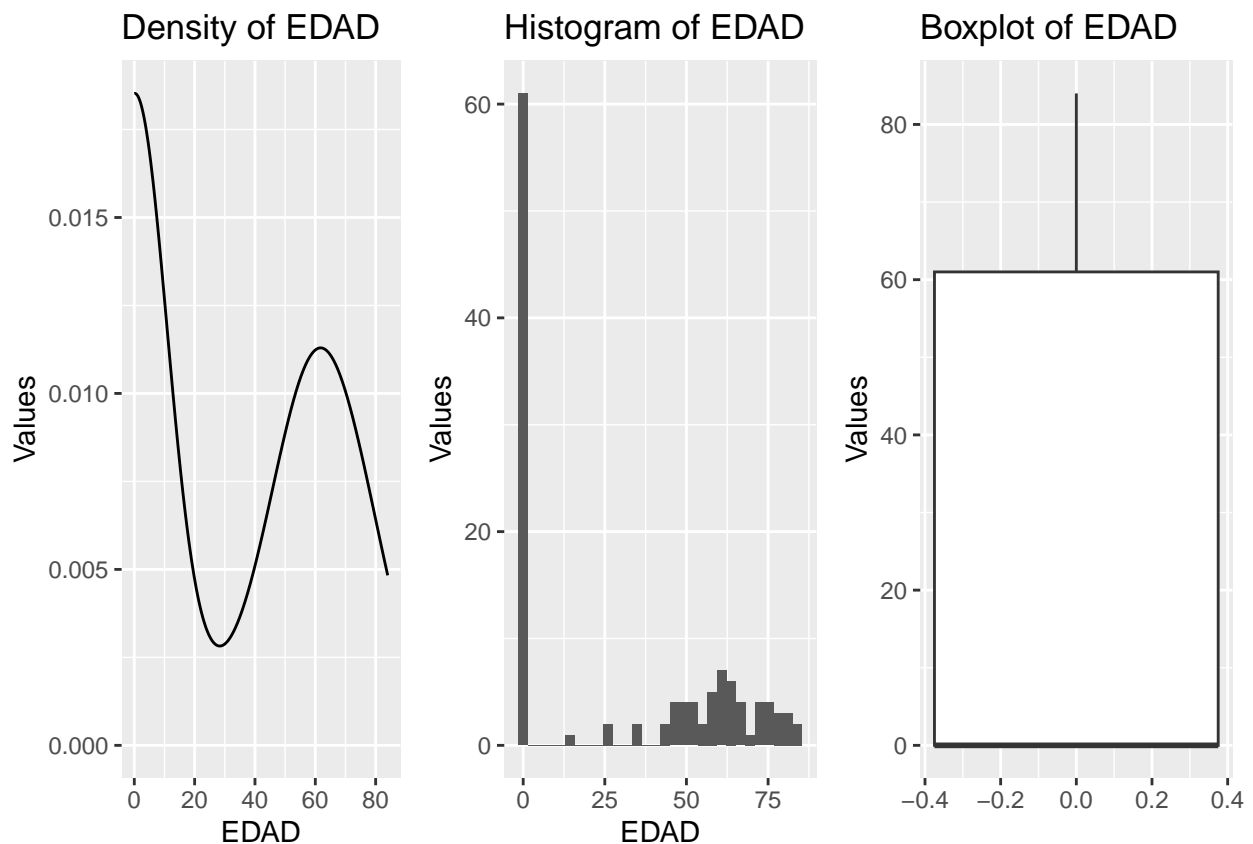 Density of EDAD
Values
0.015
0.010
0.005
0.000
0 20 40 60 80
EDAD
Histogram of EDAD
Values
60
40
20
0
0 25 50 75
EDAD
Boxplot of EDAD
Values
80
60
40
20
0
−0.4 −0.2 0.0 0.2 0.4